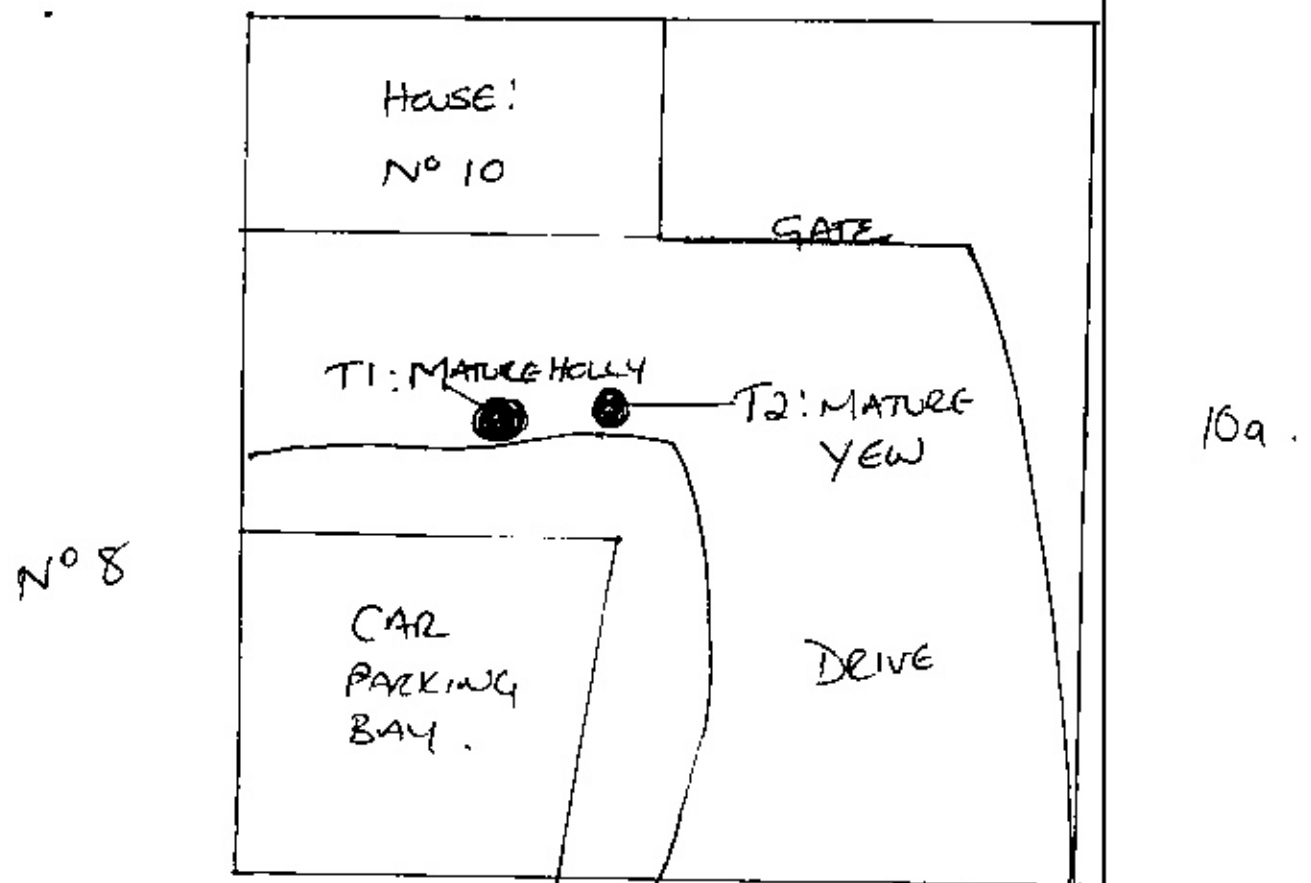 HOUSE:
Nº 10
GATE
T1: MATURE HOLLY
T2: MATURE
YEW
10a.
Nº 8
CAR
PARKING
BAY.
DRIVE